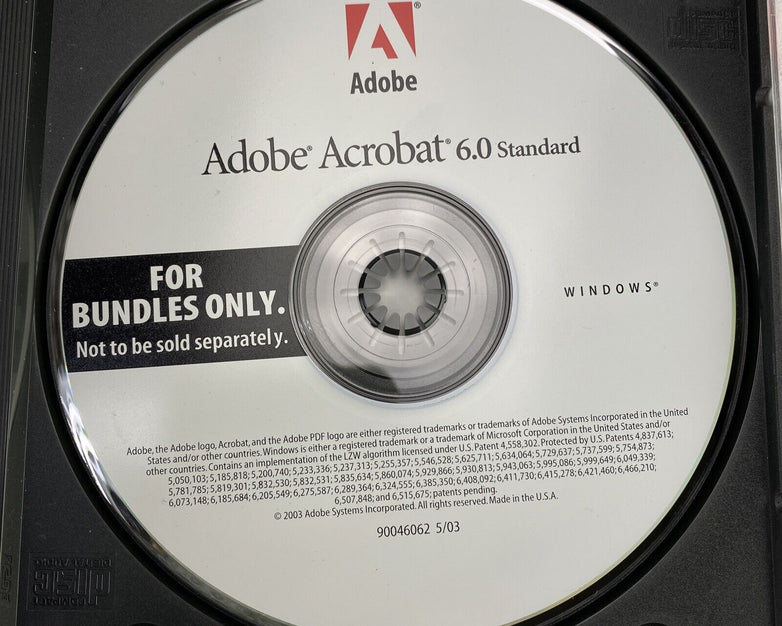 Adobe®
Adobe® Acrobat® 6.0 Standard
FOR
BUNDLES ONLY.
Not to be sold separately.
WINDOWS®
Adobe, the Adobe logo, Acrobat, and the Adobe PDF logo are either registered trademarks or trademarks of Adobe Systems Incorporated in the United
States and/or other countries. Windows is either a registered trademark or a trademark of Microsoft Corporation in the United States and/or
other countries. Contains an implementation of the LZW algorithm licensed under U.S. Patent 4,558,302. Protected by U.S. Patents 4,837,613;
5,050,103; 5,185,818; 5,200,740; 5,233,336; 5,237,313; 5,255,357; 5,546,528; 5,625,711; 5,634,064; 5,729,637; 5,737,599; 5,754,873;
5,781,785; 5,819,301; 5,832,530; 5,832,531; 5,835,634; 5,860,074; 5,929,866; 5,930,813; 5,943,063; 5,995,086; 5,999,649; 6,049,339;
6,073,148; 6,185,684; 6,205,549; 6,275,587; 6,289,364; 6,324,555; 6,385,350; 6,408,092; 6,411,730; 6,415,278; 6,421,460; 6,466,210;
6,507,848; and 6,515,675; patents pending.
© 2003 Adobe Systems Incorporated. All rights reserved. Made in the U.S.A.
90046062 5/03
COMPACT
disc
DIGITAL AUDIO